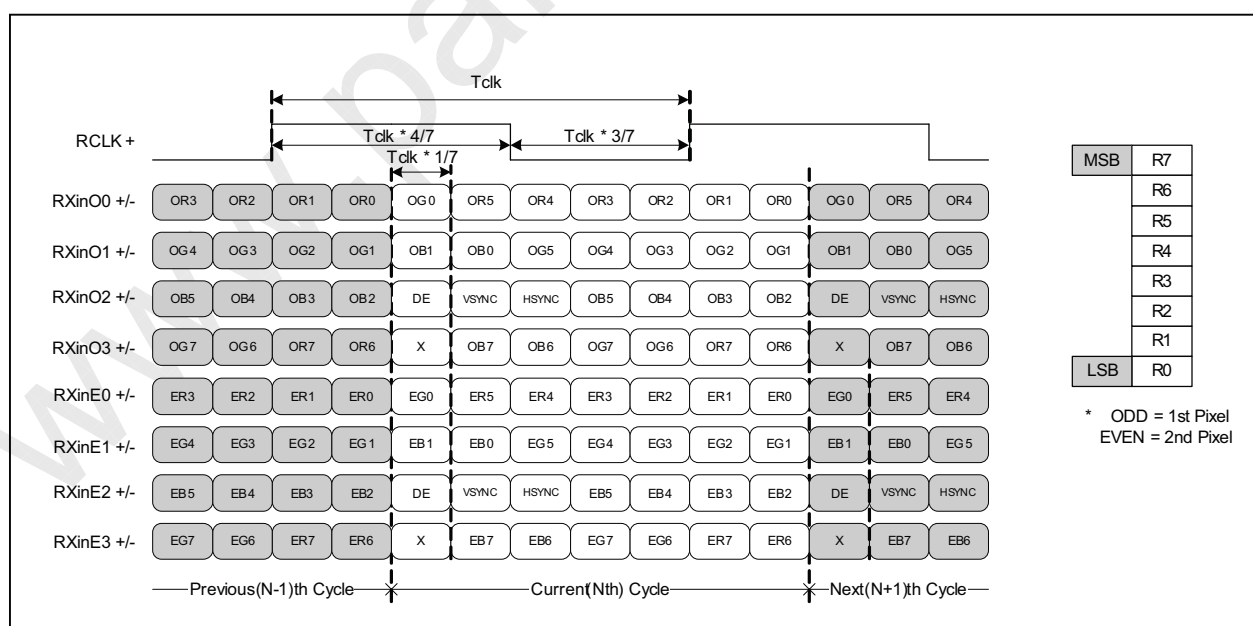 www.pa
Tclk
RCLK +
Tclk * 4/7
Tclk * 3/7
Tclk * 1/7
RXinO0 +/- OR3 OR2 OR1 OR0 OG0 OR5 OR4 OR3 OR2 OR1 OR0 OG0 OR5 OR4
RXinO1 +/- OG4 OG3 OG2 OG1 OB1 OB0 OG5 OG4 OG3 OG2 OG1 OB1 OB0 OG5
RXinO2 +/- OB5 OB4 OB3 OB2 DE VSYNC HSYNC OB5 OB4 OB3 OB2 DE VSYNC HSYNC
RXinO3 +/- OG7 OG6 OR7 OR6 X OB7 OB6 OG7 OG6 OR7 OR6 X OB7 OB6
RXinE0 +/- ER3 ER2 ER1 ER0 EG0 ER5 ER4 ER3 ER2 ER1 ER0 EG0 ER5 ER4
RXinE1 +/- EG4 EG3 EG2 EG1 EB1 EB0 EG5 EG4 EG3 EG2 EG1 EB1 EB0 EG5
RXinE2 +/- EB5 EB4 EB3 EB2 DE VSYNC HSYNC EB5 EB4 EB3 EB2 DE VSYNC HSYNC
RXinE3 +/- EG7 EG6 ER7 ER6 X EB7 EB6 EG7 EG6 ER7 ER6 X EB7 EB6
Previous(N-1)th Cycle Current(Nth) Cycle Next(N+1)th Cycle
MSB R7
R6
R5
R4
R3
R2
R1
LSB R0
* ODD = 1st Pixel
EVEN = 2nd Pixel